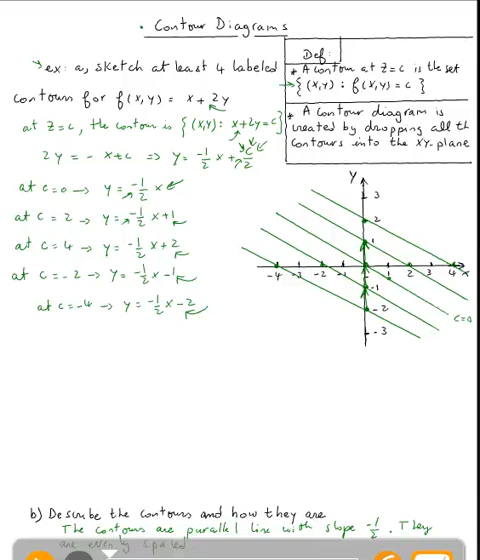 • Contour Diagrams
ex: a, sketch at least 4 labeled
contours for f(x,y) = x + 2y
at z=c, the contour is {(x,y): x+2y=c}
2y = - x+c => y= -1/2 x + c/2
at c=0 → y = -1/2 x
at c= 2 → y= -1/2 x+1
at c= 4 → y= -1/2 x+2
at c=-2 → y= -1/2 x-1
at c=-4 → y= -1/2 x-2
Def:
* A contour at z=c is the set
{(x,y): f(x,y)=c }
* A contour diagram is
created by dropping all th
contours into the xy-plane
Y
3
2
1
-4 -3 -2 -1 1 2 3 4 x
-1
-2
-3
c=0
b) Describe the contours and how they are
The contours are parallel line with slope -1/2. They
are evenly spaced